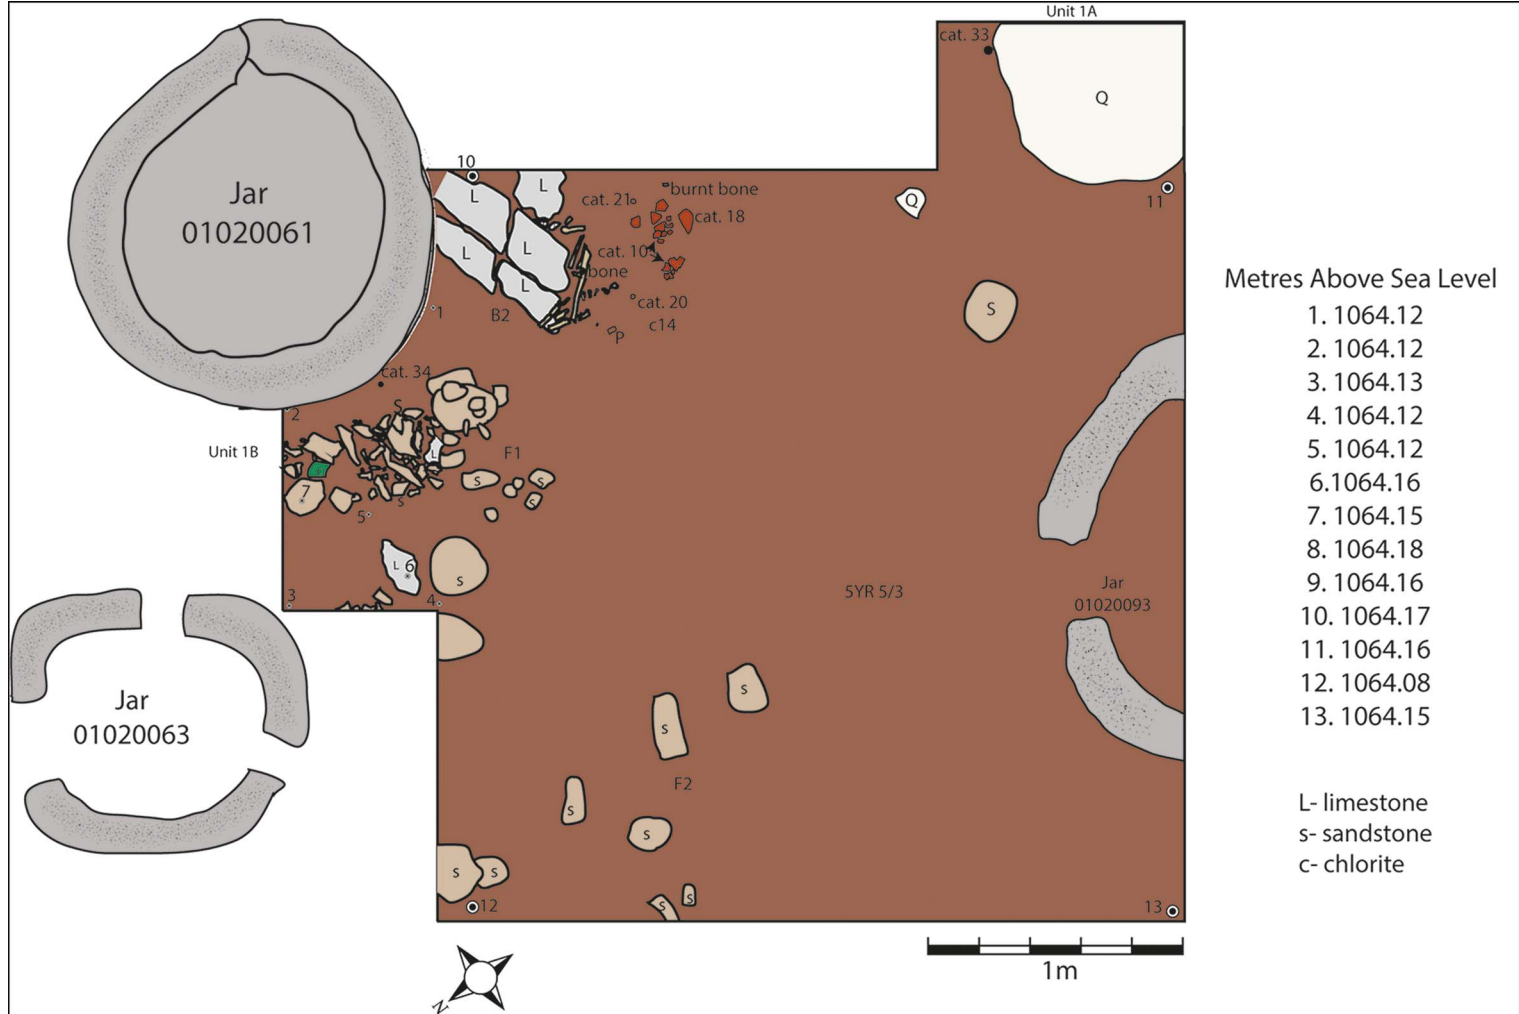 Unit 1A
cat. 33
Q
11
10
Jar
01020061
L
L
L
L
L
burnt bone
cat. 21
cat. 18
cat. 10
bone
cat. 20
c14
P
B2
1
Q
S
cat. 34
2
S
Unit 1B
L
F1
7
s
s
s
s
5
L
6
s
3
4
5YR 5/3
Jar
01020093
Jar
01020063
s
s
F2
s
s
s
s
s
s
12
13
N
1m
Metres Above Sea Level
1. 1064.12
2. 1064.12
3. 1064.13
4. 1064.12
5. 1064.12
6.1064.16
7. 1064.15
8. 1064.18
9. 1064.16
10. 1064.17
11. 1064.16
12. 1064.08
13. 1064.15
L- limestone
s- sandstone
c- chlorite